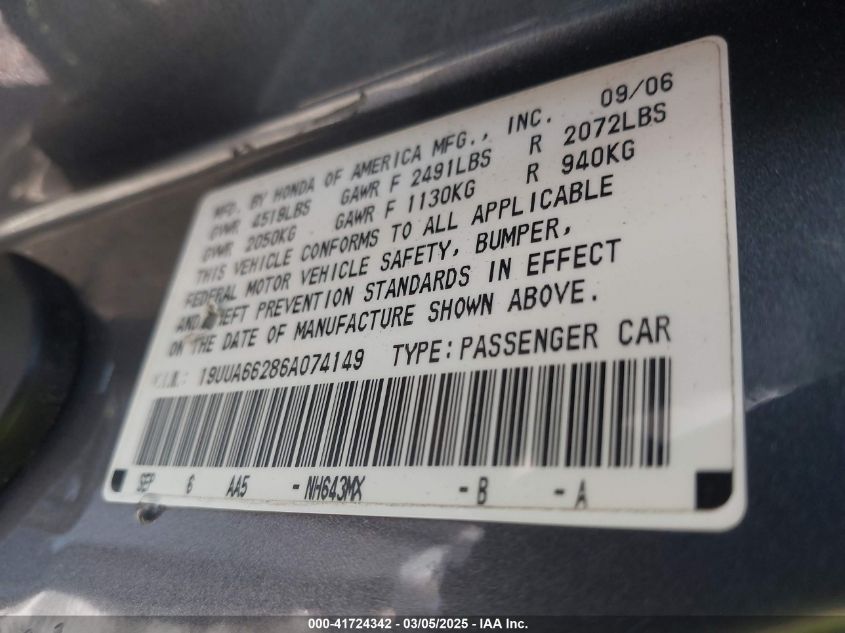 MFD. BY HONDA OF AMERICA MFG., INC. 09/06
GVWR 4519LBS GAWR F 2491LBS R 2072LBS
GVWR 2050KG GAWR F 1130KG R 940KG
THIS VEHICLE CONFORMS TO ALL APPLICABLE
FEDERAL MOTOR VEHICLE SAFETY, BUMPER,
AND THEFT PREVENTION STANDARDS IN EFFECT
ON THE DATE OF MANUFACTURE SHOWN ABOVE.
V.I.N.: 19UUA66286A074149 TYPE: PASSENGER CAR
SEP 6 AA5 - NH643MX - B - A
000-41724342 — 03/05/2025 — IAA Inc.